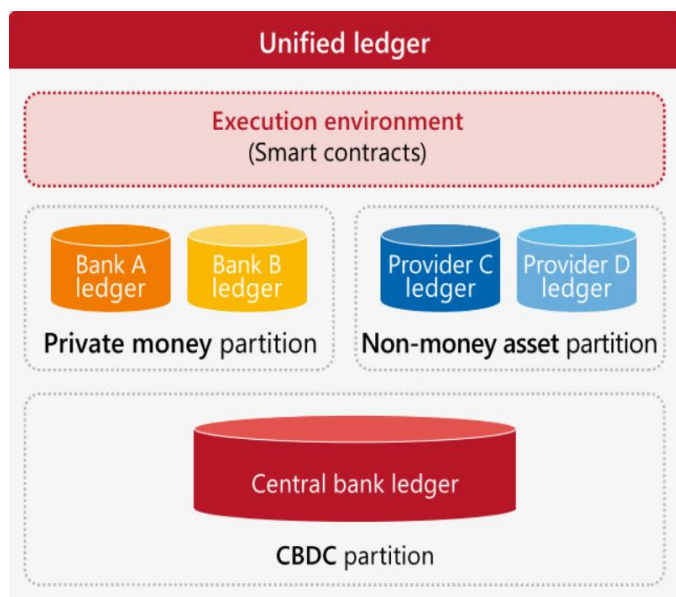 Unified ledger
Execution environment
(Smart contracts)
Bank A
ledger
Bank B
ledger
Private money partition
Provider C
ledger
Provider D
ledger
Non-money asset partition
Central bank ledger
CBDC partition